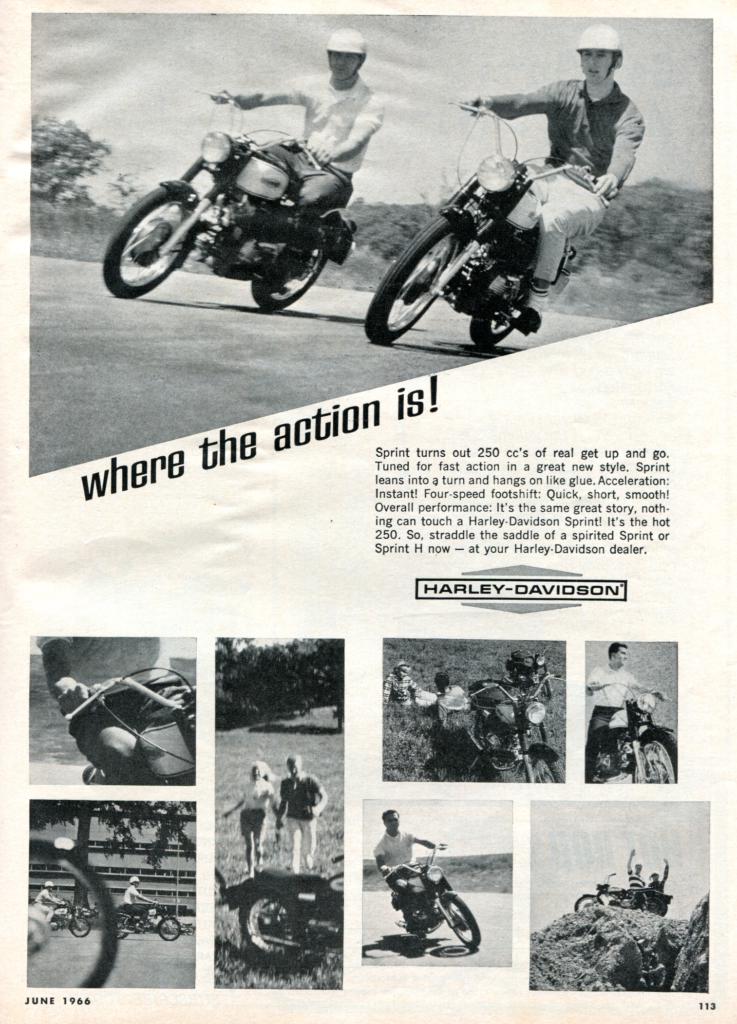 where the action is!
Sprint turns out 250 cc's of real get up and go.
Tuned for fast action in a great new style. Sprint
leans into a turn and hangs on like glue. Acceleration:
Instant! Four-speed footshift: Quick, short, smooth!
Overall performance: It's the same great story, noth-
ing can touch a Harley-Davidson Sprint! It's the hot
250. So, straddle the saddle of a spirited Sprint or
Sprint H now — at your Harley-Davidson dealer.
HARLEY-DAVIDSON®
JUNE 1966
113